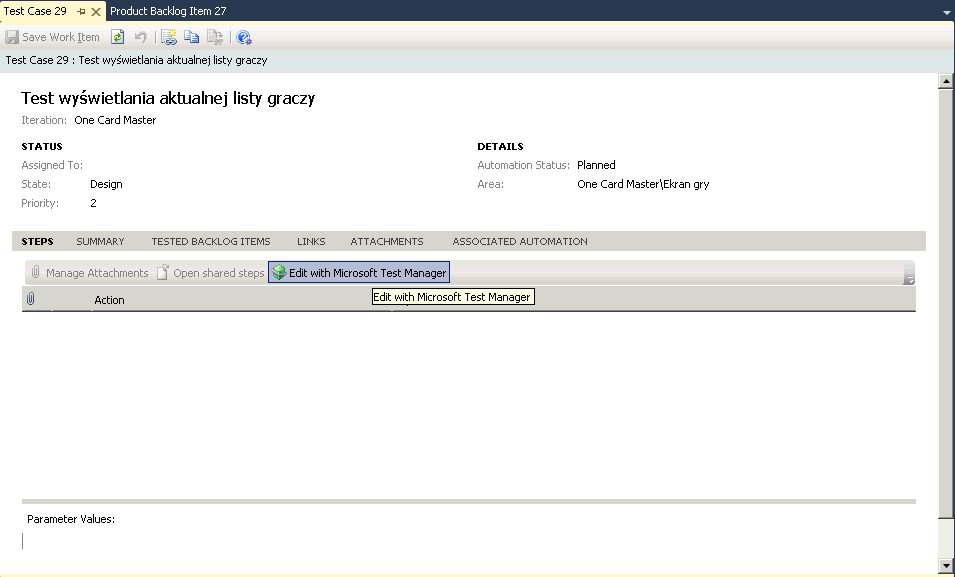 Test Case 29 Product Backlog Item 27
Save Work Item
Test Case 29 : Test wyświetlania aktualnej listy graczy
Test wyświetlania aktualnej listy graczy
Iteration: One Card Master
STATUS DETAILS
Assigned To: Automation Status: Planned
State: Design Area: One Card Master\Ekran gry
Priority: 2
STEPS SUMMARY TESTED BACKLOG ITEMS LINKS ATTACHMENTS ASSOCIATED AUTOMATION
Manage Attachments Open shared steps Edit with Microsoft Test Manager
Action Edit with Microsoft Test Manager
Parameter Values: